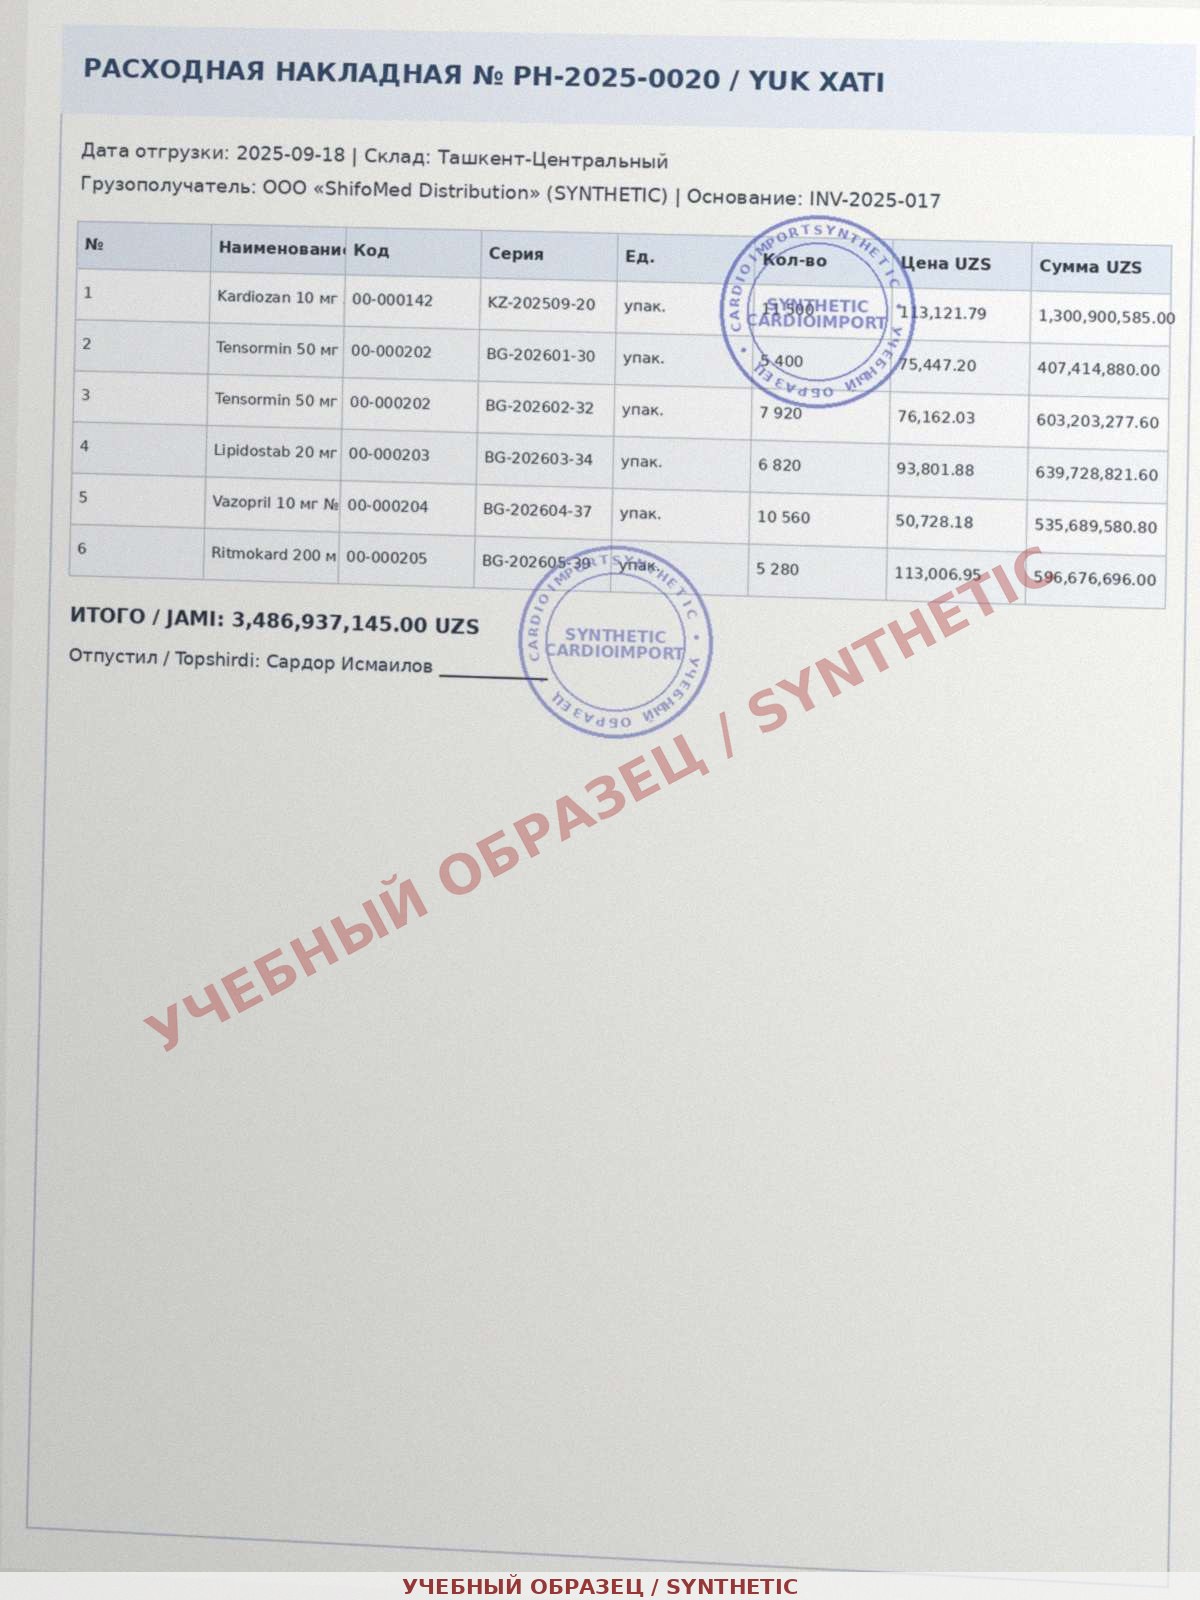 РАСХОДНАЯ НАКЛАДНАЯ № РН-2025-0020 / YUK XATI
Дата отгрузки: 2025-09-18 | Склад: Ташкент-Центральный
Грузополучатель: ООО «ShifoMed Distribution» (SYNTHETIC) | Основание: INV-2025-017
№ Наименование Код Серия Ед. Кол-во Цена UZS Сумма UZS
1 Kardiozan 10 мг 00-000142 KZ-202509-20 упак. 11 500 113,121.79 1,300,900,585.00
2 Tensormin 50 мг 00-000202 BG-202601-30 упак. 5 400 75,447.20 407,414,880.00
3 Tensormin 50 мг 00-000202 BG-202602-32 упак. 7 920 76,162.03 603,203,277.60
4 Lipidostab 20 мг 00-000203 BG-202603-34 упак. 6 820 93,801.88 639,728,821.60
5 Vazopril 10 мг № 00-000204 BG-202604-37 упак. 10 560 50,728.18 535,689,580.80
6 Ritmokard 200 м 00-000205 BG-202605-39 упак. 5 280 113,006.95 596,676,696.00
ИТОГО / JAMI: 3,486,937,145.00 UZS
Отпустил / Topshirdi: Сардор Исмаилов
SYNTHETIC • УЧЕБНЫЙ ОБРАЗЕЦ • CARDIOIMPORT
SYNTHETIC
CARDIOIMPORT
SYNTHETIC • УЧЕБНЫЙ ОБРАЗЕЦ • CARDIOIMPORT
SYNTHETIC
CARDIOIMPORT
УЧЕБНЫЙ ОБРАЗЕЦ / SYNTHETIC
УЧЕБНЫЙ ОБРАЗЕЦ / SYNTHETIC